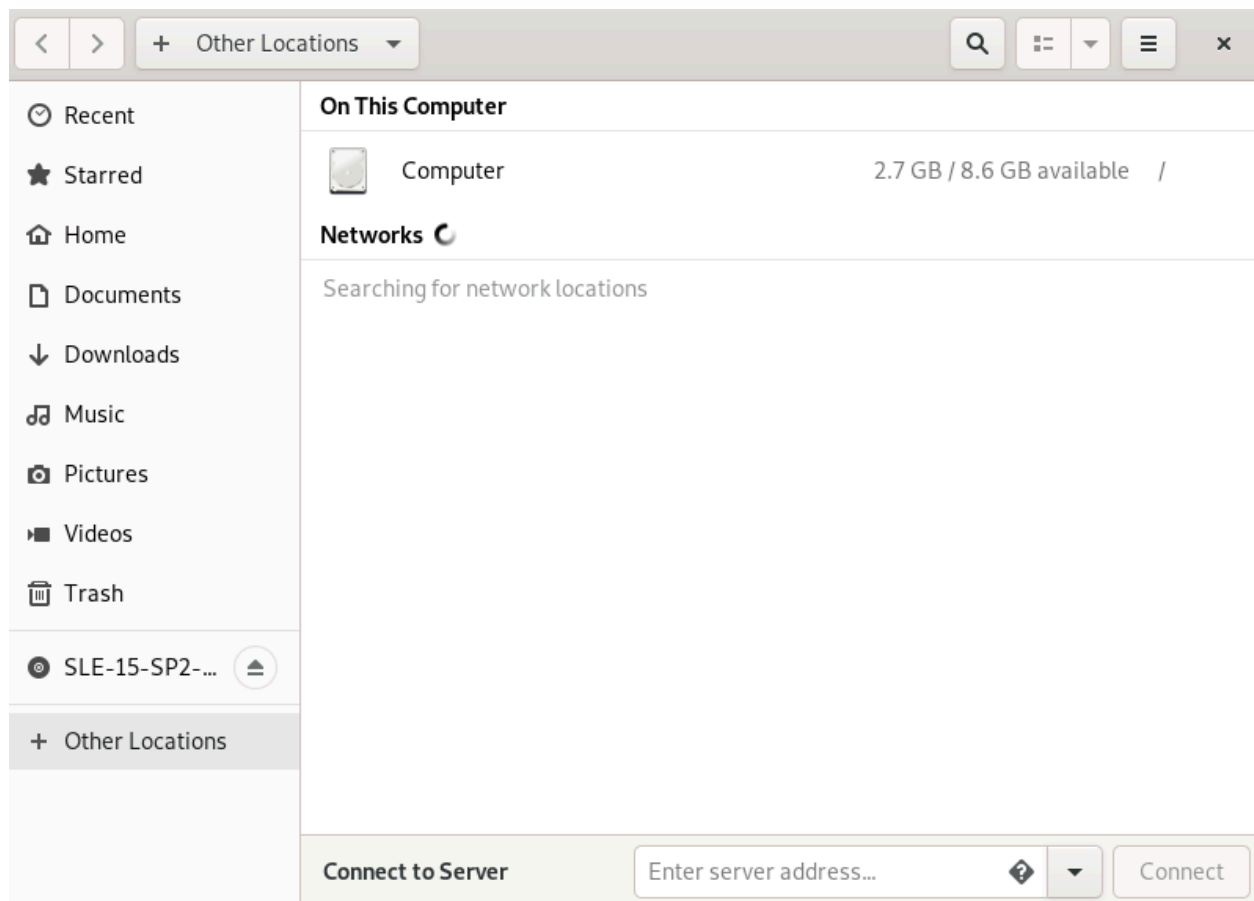 Other Locations
Recent
Starred
Home
Documents
Downloads
Music
Pictures
Videos
Trash
SLE-15-SP2-...
Other Locations
On This Computer
Computer 2.7 GB / 8.6 GB available /
Networks
Searching for network locations
Connect to Server Enter server address... Connect